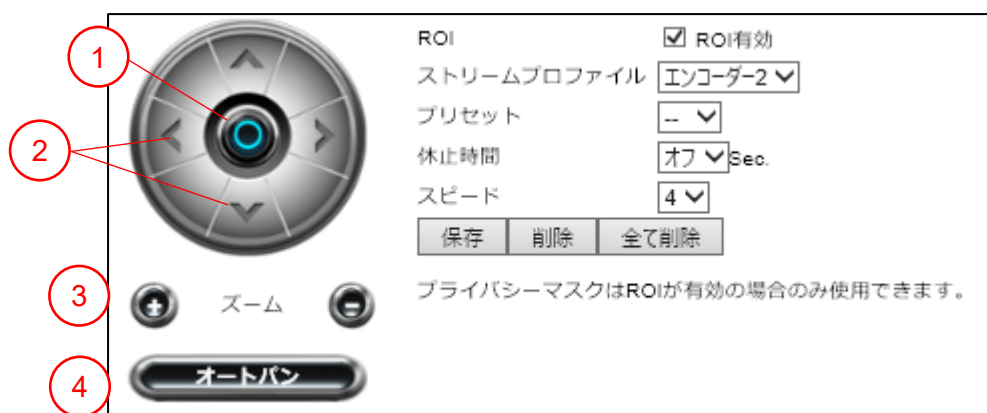 1
2
3
4
ズーム
オートパン
ROI ROI有効
ストリームプロファイル エンコーダー2
プリセット --
休止時間 オフ Sec.
スピード 4
保存 削除 全て削除
プライバシーマスクはROIが有効の場合のみ使用できます。